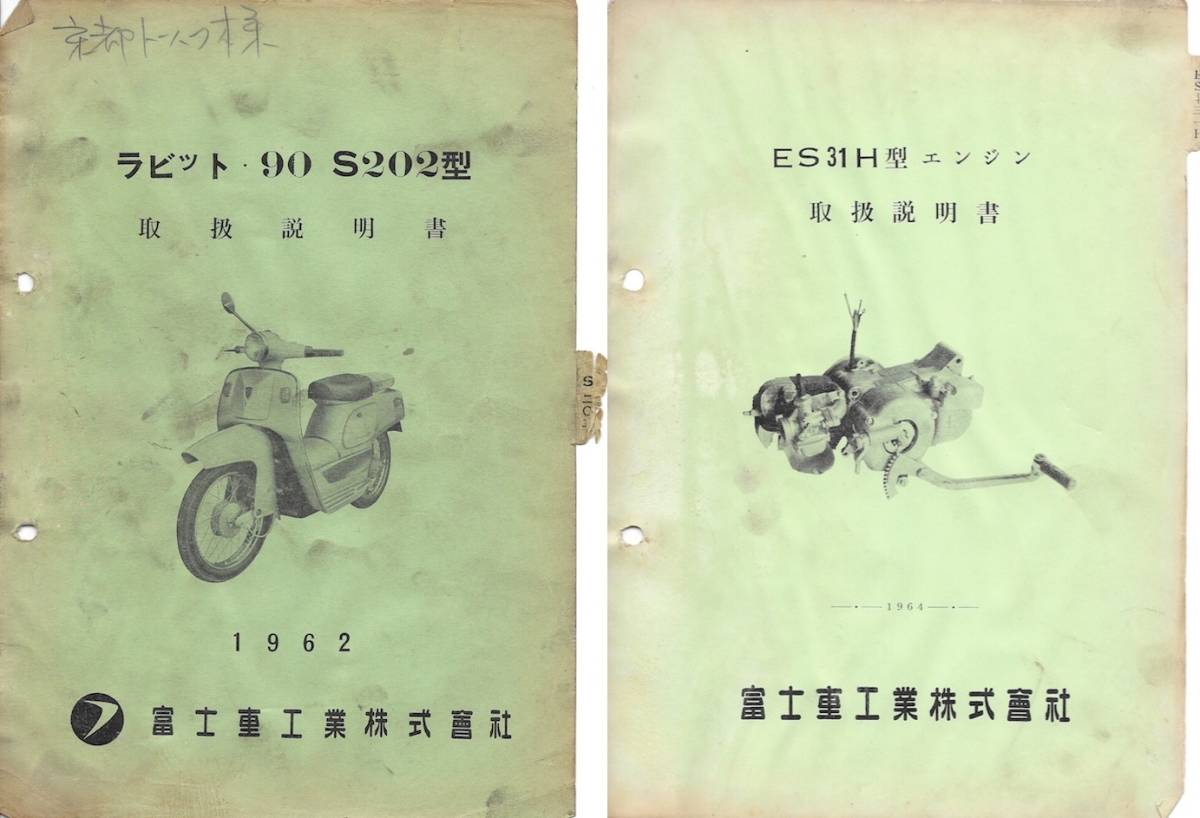 京都トーハツ様
ラビット・90 S202型
取扱説明書
1962
富士重工業株式會社
S二〇
ES31H型エンジン
取扱説明書
1964
富士重工業株式會社